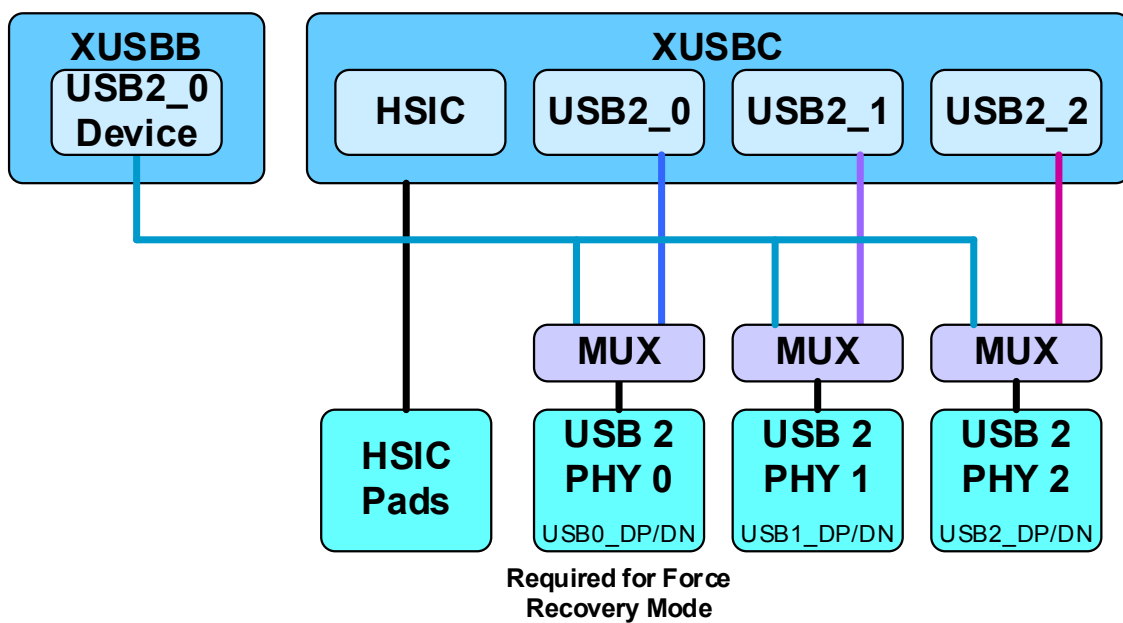 XUSBB
USB2_0
Device
XUSBC
HSIC
USB2_0
USB2_1
USB2_2
MUX
MUX
MUX
HSIC
Pads
USB 2
PHY 0
USB0_DP/DN
USB 2
PHY 1
USB1_DP/DN
USB 2
PHY 2
USB2_DP/DN
Required for Force
Recovery Mode